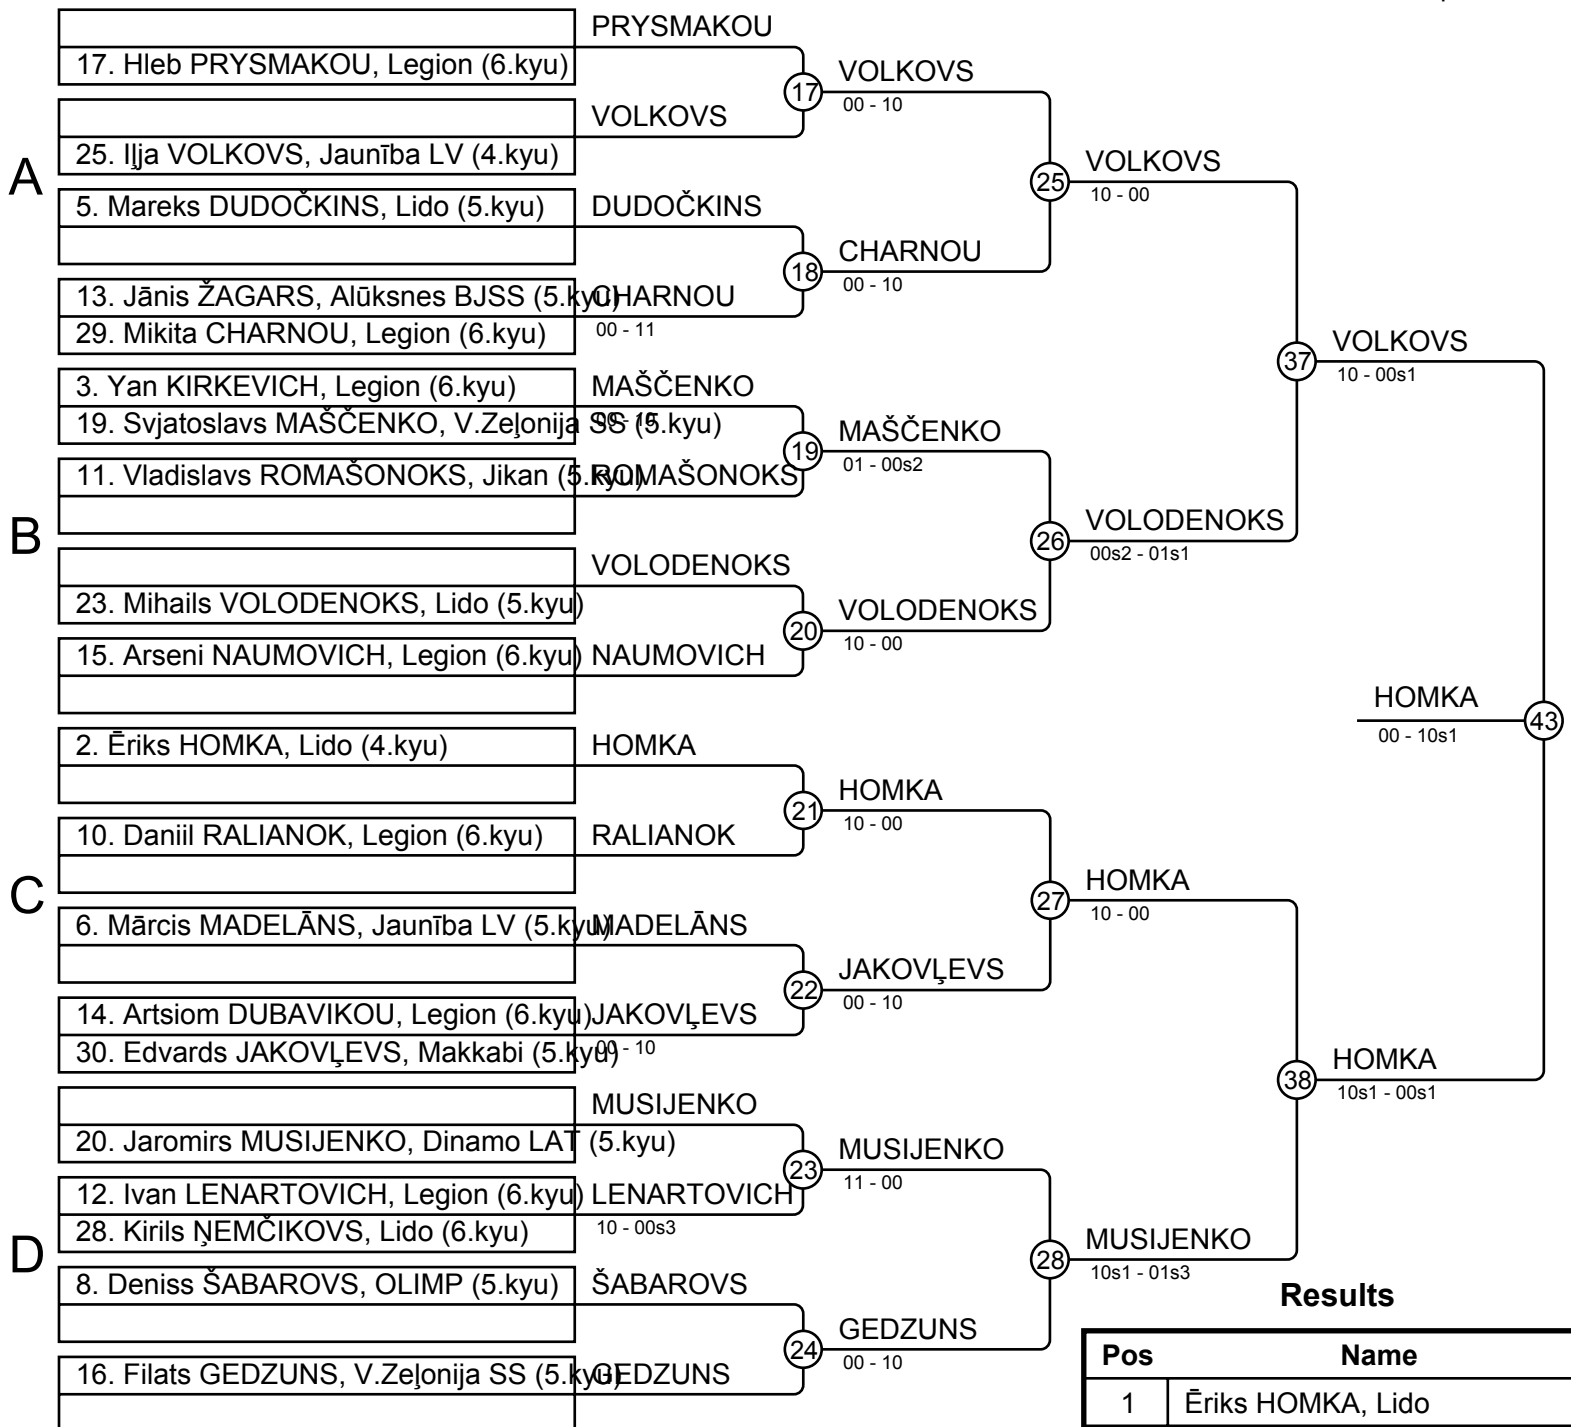 PRYSMAKOU
17. Hleb PRYSMAKOU, Legion (6.kyu)
17
VOLKOVS
00 - 10
VOLKOVS
25. Iļja VOLKOVS, Jaunība LV (4.kyu)
A
25
VOLKOVS
10 - 00
5. Mareks DUDOČKINS, Lido (5.kyu)
DUDOČKINS
18
CHARNOU
00 - 10
13. Jānis ŽAGARS, Alūksnes BJSS (5.kyu)
CHARNOU
29. Mikita CHARNOU, Legion (6.kyu)
00 - 11
37
VOLKOVS
10 - 00s1
3. Yan KIRKEVICH, Legion (6.kyu)
MAŠČENKO
19. Svjatoslavs MAŠČENKO, V.Zeļonija SS (5.kyu)
00 - 10
19
MAŠČENKO
01 - 00s2
11. Vladislavs ROMAŠONOKS, Jikan (5.kyu)
ROMAŠONOKS
B
26
VOLODENOKS
00s2 - 01s1
VOLODENOKS
23. Mihails VOLODENOKS, Lido (5.kyu)
20
VOLODENOKS
10 - 00
15. Arseni NAUMOVICH, Legion (6.kyu)
NAUMOVICH
HOMKA
43
00 - 10s1
2. Ēriks HOMKA, Lido (4.kyu)
HOMKA
21
HOMKA
10 - 00
10. Daniil RALIANOK, Legion (6.kyu)
RALIANOK
C
27
HOMKA
10 - 00
6. Mārcis MADELĀNS, Jaunība LV (5.kyu)
MADELĀNS
22
JAKOVĻEVS
00 - 10
14. Artsiom DUBAVIKOU, Legion (6.kyu)
JAKOVĻEVS
30. Edvards JAKOVĻEVS, Makkabi (5.kyu)
00 - 10
38
HOMKA
10s1 - 00s1
MUSIJENKO
20. Jaromirs MUSIJENKO, Dinamo LAT (5.kyu)
23
MUSIJENKO
11 - 00
12. Ivan LENARTOVICH, Legion (6.kyu)
LENARTOVICH
28. Kirils ŅEMČIKOVS, Lido (6.kyu)
10 - 00s3
D
28
MUSIJENKO
10s1 - 01s3
8. Deniss ŠABAROVS, OLIMP (5.kyu)
ŠABAROVS
24
GEDZUNS
00 - 10
16. Filats GEDZUNS, V.Zeļonija SS (5.kyu)
GEDZUNS
Results
Pos Name
1 Ēriks HOMKA, Lido